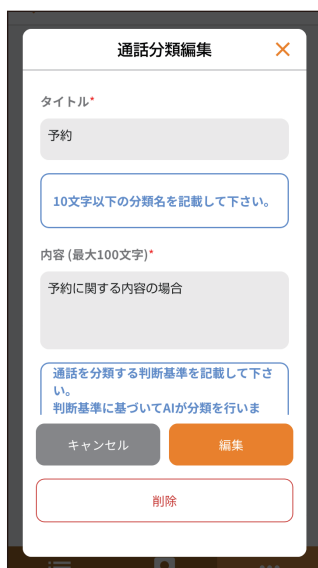 通話分類編集
タイトル*
予約
10文字以下の分類名を記載して下さい。
内容 (最大100文字)*
予約に関する内容の場合
通話を分類する判断基準を記載して下さ
い。
判断基準に基づいてAIが分類を行いま
キャンセル
編集
削除